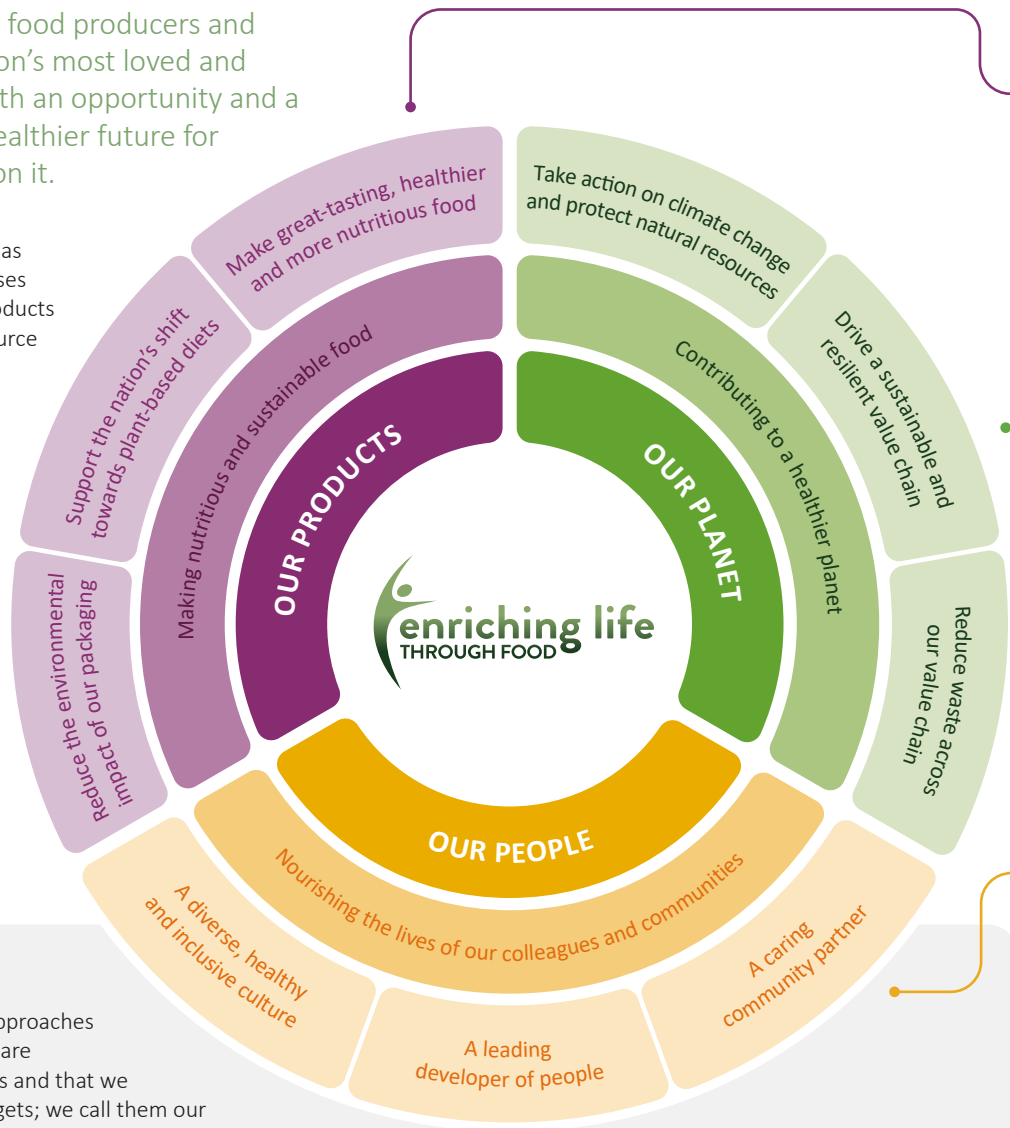 food producers and
on's most loved and
th an opportunity and a
ealthier future for
on it.
as
ses
oducts
urce
Make great-tasting, healthier
and more nutritious food
Support the nation's shift
towards plant-based diets
Reduce the environmental
impact of our packaging
Making nutritious and sustainable food
OUR PRODUCTS
Take action on climate change
and protect natural resources
Drive a sustainable and
resilient value chain
Reduce waste across
our value chain
Contributing to a healthier planet
OUR PLANET
enriching life
THROUGH FOOD
OUR PEOPLE
Nourishing the lives of our colleagues and communities
A diverse, healthy
and inclusive culture
A leading
developer of people
A caring
community partner
pproaches
are
s and that we
gets; we call them our